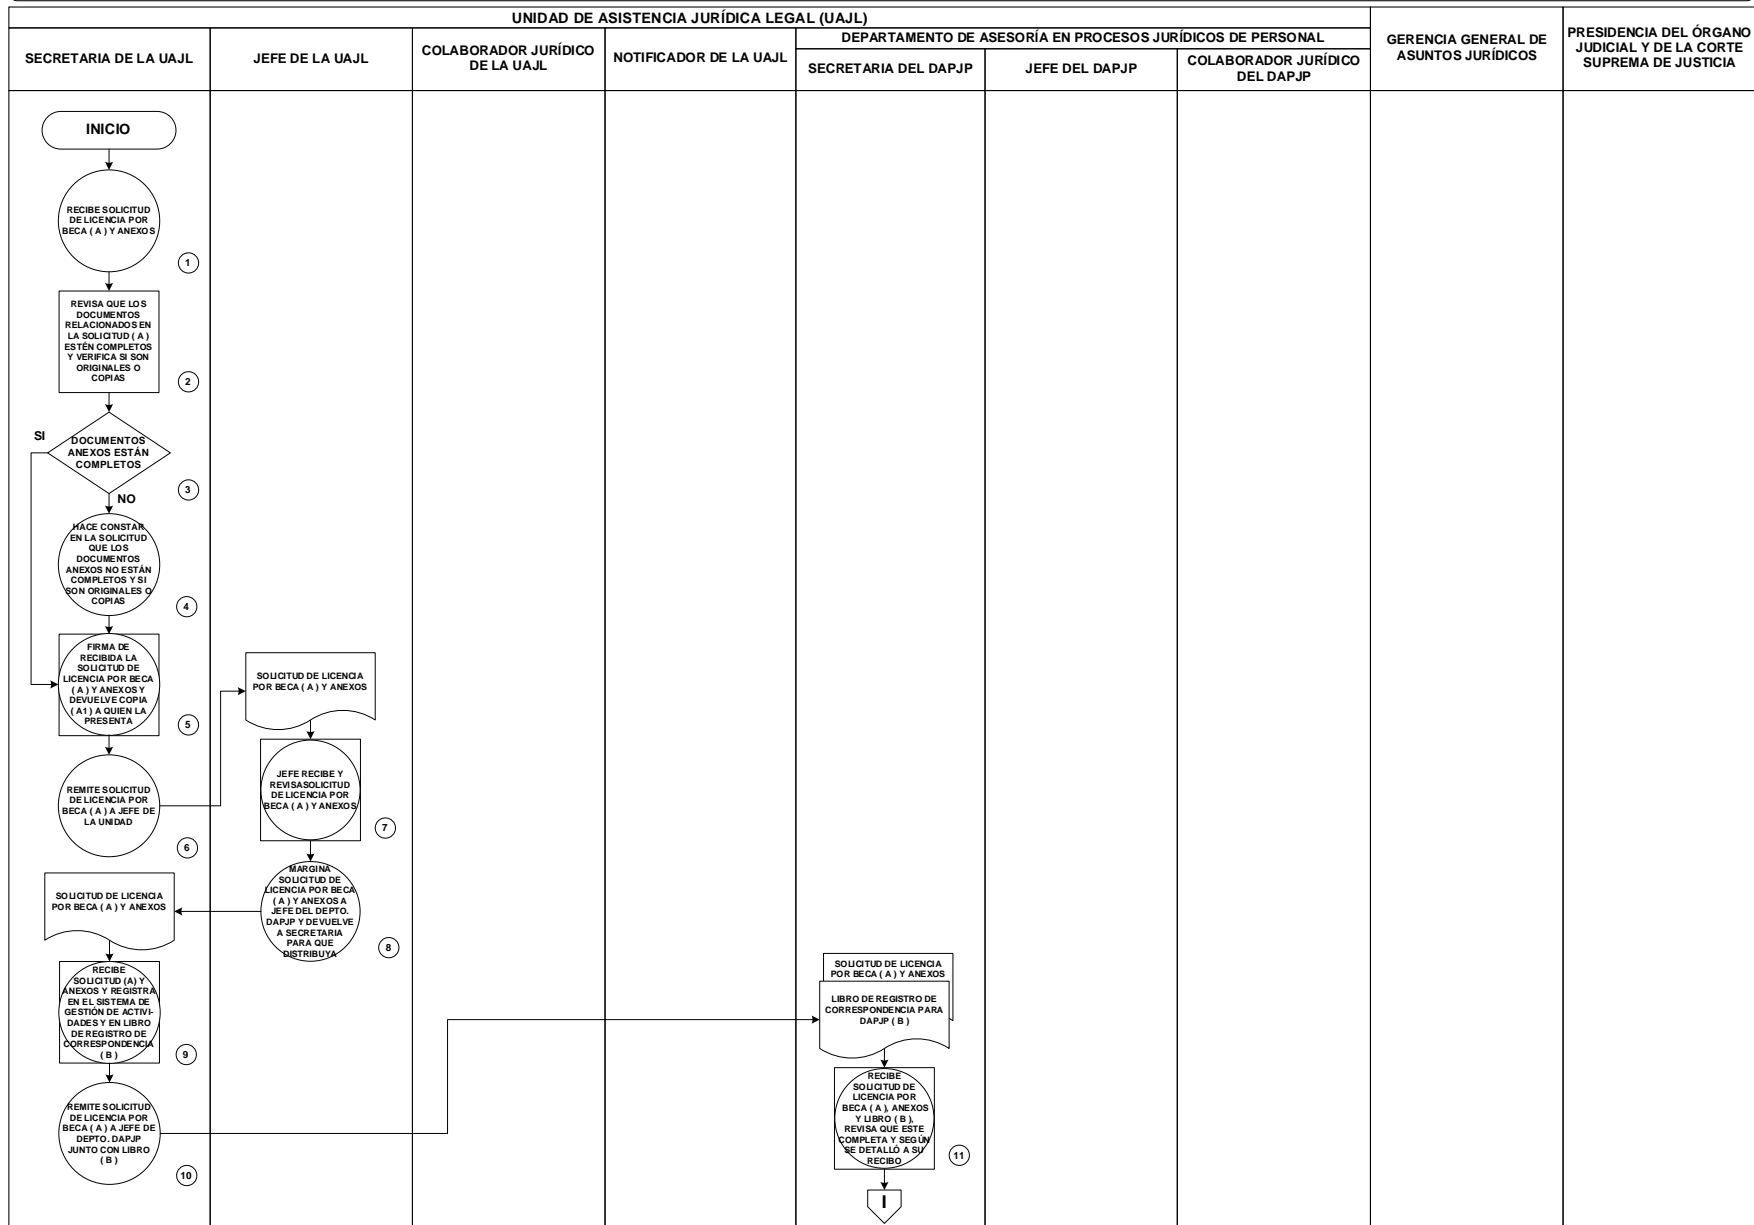 UNIDAD DE ASISTENCIA JURÍDICA LEGAL (UAJL)
SECRETARIA DE LA UAJL
JEFE DE LA UAJL
COLABORADOR JURÍDICO
DE LA UAJL
NOTIFICADOR DE LA UAJL
DEPARTAMENTO DE ASESORÍA EN PROCESOS JURÍDICOS DE PERSONAL
SECRETARIA DEL DAPJP
JEFE DEL DAPJP
COLABORADOR JURÍDICO
DEL DAPJP
GERENCIA GENERAL DE
ASUNTOS JURÍDICOS
PRESIDENCIA DEL ÓRGANO
JUDICIAL Y DE LA CORTE
SUPREMA DE JUSTICIA
INICIO
RECIBE SOLICITUD
DE LICENCIA POR
BECA ( A ) Y ANEXOS
1
REVISA QUE LOS
DOCUMENTOS
RELACIONADOS EN
LA SOLICITUD ( A )
ESTÉN COMPLETOS
Y VERIFICA SI SON
ORIGINALES O
COPIAS
2
SI
DOCUMENTOS
ANEXOS ESTÁN
COMPLETOS
3
NO
HACE CONSTAR
EN LA SOLICITUD
QUE LOS
DOCUMENTOS
ANEXOS NO ESTÁN
COMPLETOS Y SI
SON ORIGINALES O
COPIAS
4
FIRMA DE
RECIBIDA LA
SOLICITUD DE
LICENCIA POR BECA
( A ) Y ANEXOS Y
DEVUELVE COPIA
( A1 ) A QUIEN LA
PRESENTA
5
REMITE SOLICITUD
DE LICENCIA POR
BECA ( A ) A JEFE DE
LA UNIDAD
6
SOLICITUD DE LICENCIA
POR BECA ( A ) Y ANEXOS
JEFE RECIBE Y
REVISASOLICITUD
DE LICENCIA POR
BECA ( A ) Y ANEXOS
7
MARGINA
SOLICITUD DE
LICENCIA POR BECA
( A ) Y ANEXOS A
JEFE DEL DEPTO.
DAPJP Y DEVUELVE
A SECRETARIA
PARA QUE
DISTRIBUYA
8
SOLICITUD DE LICENCIA
POR BECA ( A ) Y ANEXOS
RECIBE
SOLICITUD (A) Y
ANEXOS Y REGISTRA
EN EL SISTEMA DE
GESTIÓN DE ACTIVI-
DADES Y EN LIBRO
DE REGISTRO DE
CORRESPONDENCIA
( B )
9
REMITE SOLICITUD
DE LICENCIA POR
BECA ( A ) A JEFE DE
DEPTO. DAPJP
JUNTO CON LIBRO
( B )
10
SOLICITUD DE LICENCIA
POR BECA ( A ) Y ANEXOS
LIBRO DE REGISTRO DE
CORRESPONDENCIA PARA
DAPJP ( B )
RECIBE
SOLICITUD DE
LICENCIA POR
BECA ( A ), ANEXOS
Y LIBRO ( B ),
REVISA QUE ESTE
COMPLETA Y SEGÚN
SE DETALLÓ A SU
RECIBO
11
I